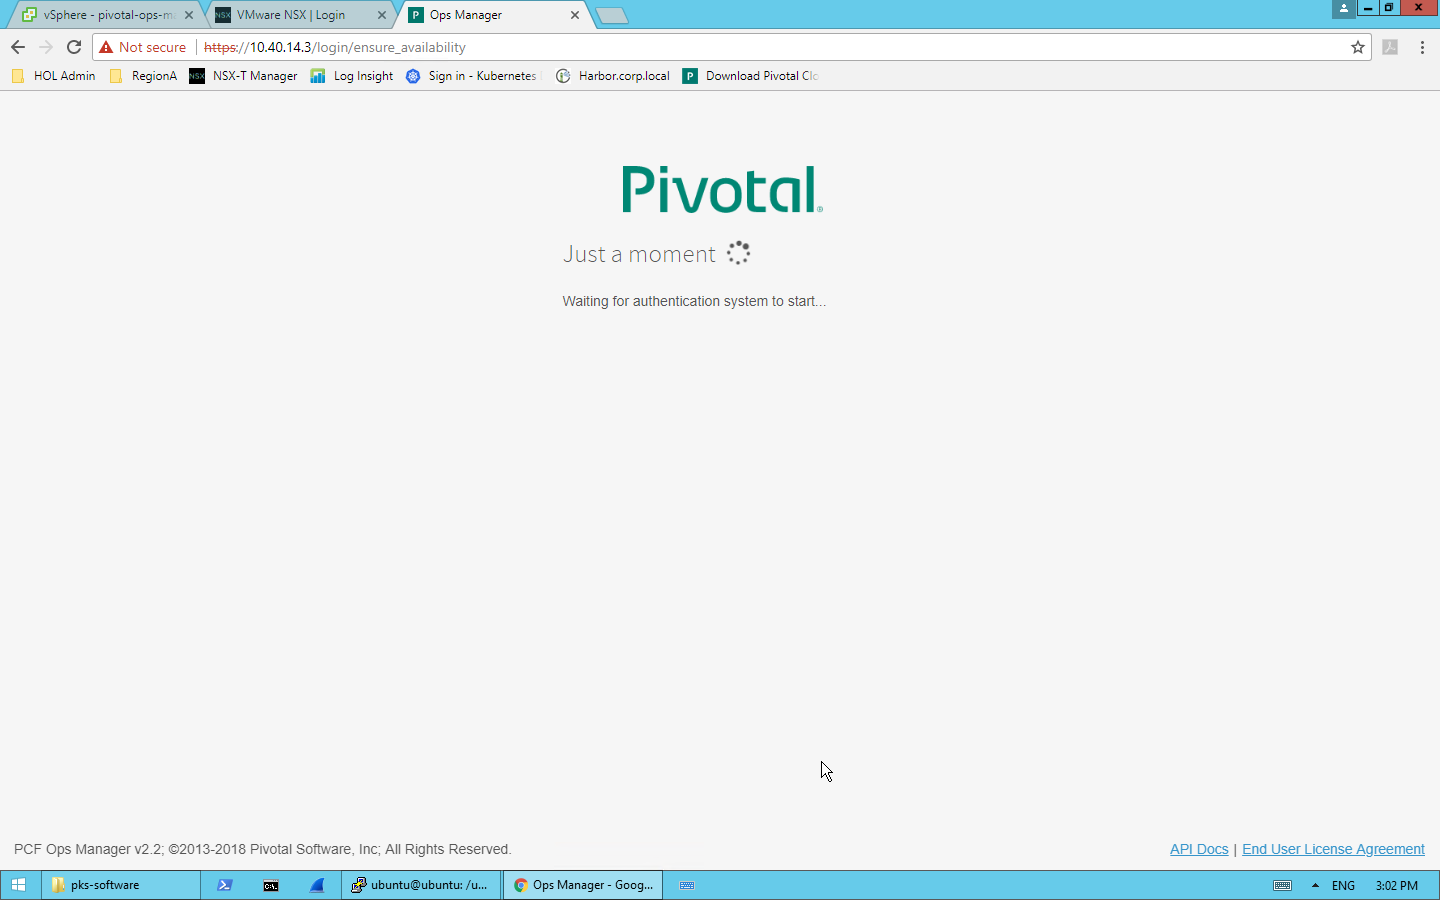 vSphere - pivotal-ops-m
VMware NSX | Login
Ops Manager
Not secure
https://10.40.14.3/login/ensure_availability
HOL Admin
RegionA
NSX
NSX-T Manager
Log Insight
Sign in - Kubernetes
Harbor.corp.local
P
Download Pivotal Clo
Pivotal®
Just a moment
Waiting for authentication system to start...
PCF Ops Manager v2.2; ©2013-2018 Pivotal Software, Inc; All Rights Reserved.
API Docs | End User License Agreement
pks-software
C:\.
ubuntu@ubuntu: /u...
Ops Manager - Goog...
ENG
3:02 PM